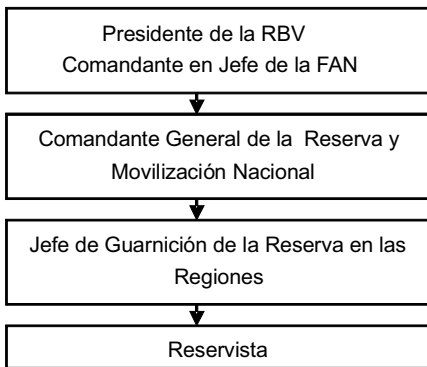 Presidente de la RBV
Comandante en Jefe de la FAN
Comandante General de la Reserva y
Movilización Nacional
Jefe de Guarnición de la Reserva en las
Regiones
Reservista